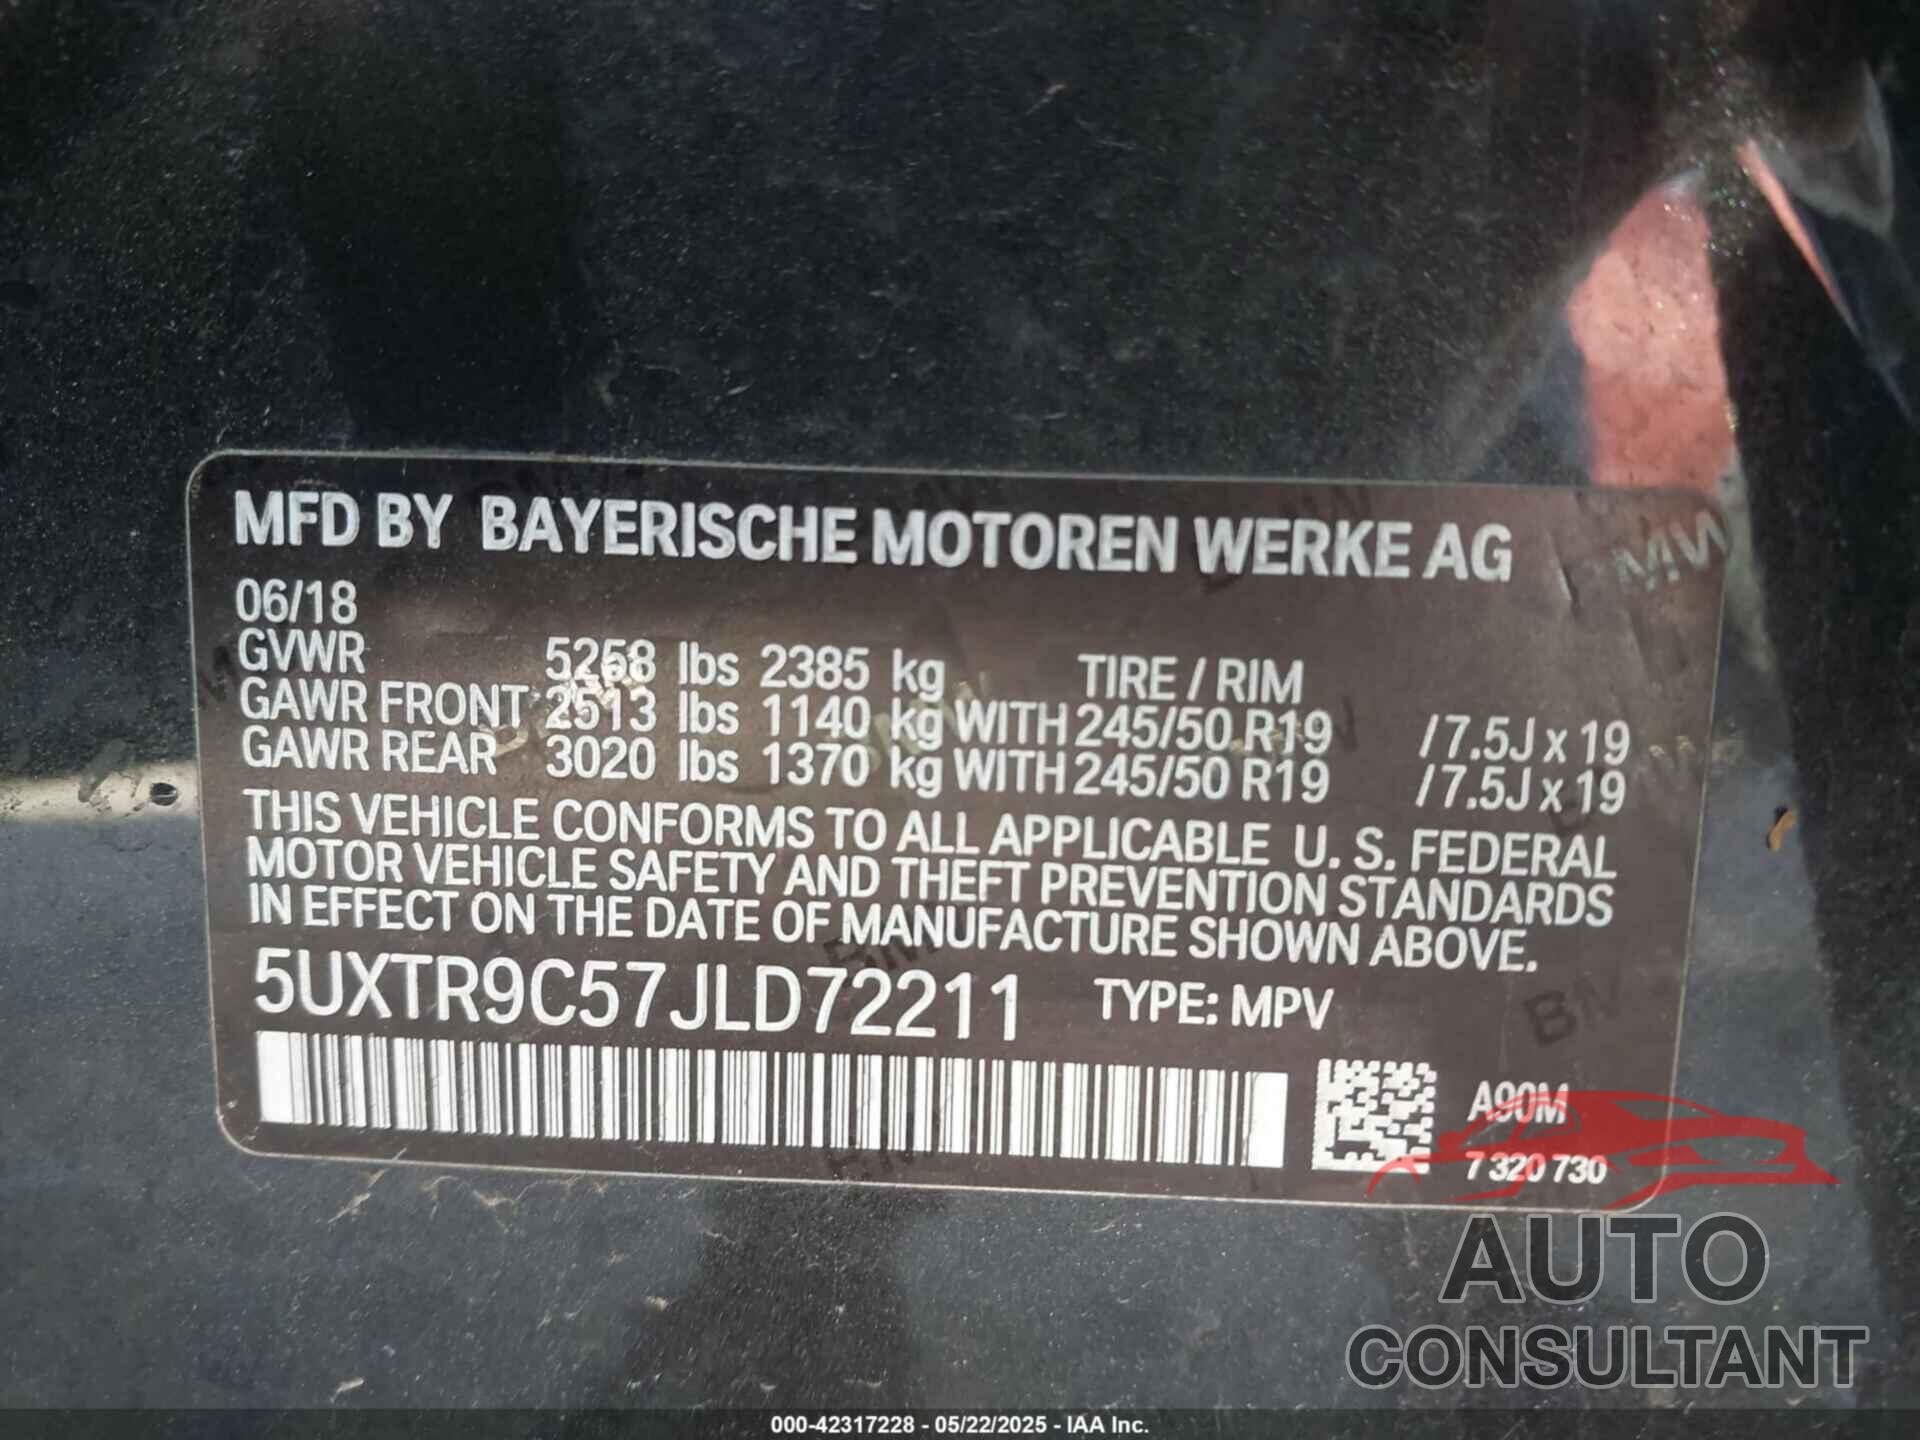 MFD BY BAYERISCHE MOTOREN WERKE AG
06/18
GVWR 5258 lbs 2385 kg TIRE / RIM
GAWR FRONT 2513 lbs 1140 kg WITH 245/50 R19 /7.5J x 19
GAWR REAR 3020 lbs 1370 kg WITH 245/50 R19 /7.5J x 19
THIS VEHICLE CONFORMS TO ALL APPLICABLE U. S. FEDERAL
MOTOR VEHICLE SAFETY AND THEFT PREVENTION STANDARDS
IN EFFECT ON THE DATE OF MANUFACTURE SHOWN ABOVE.
5UXTR9C57JLD72211 TYPE: MPV
A90M
7 320 730
AUTO
CONSULTANT
000-42317228 - 05/22/2025 - IAA Inc.